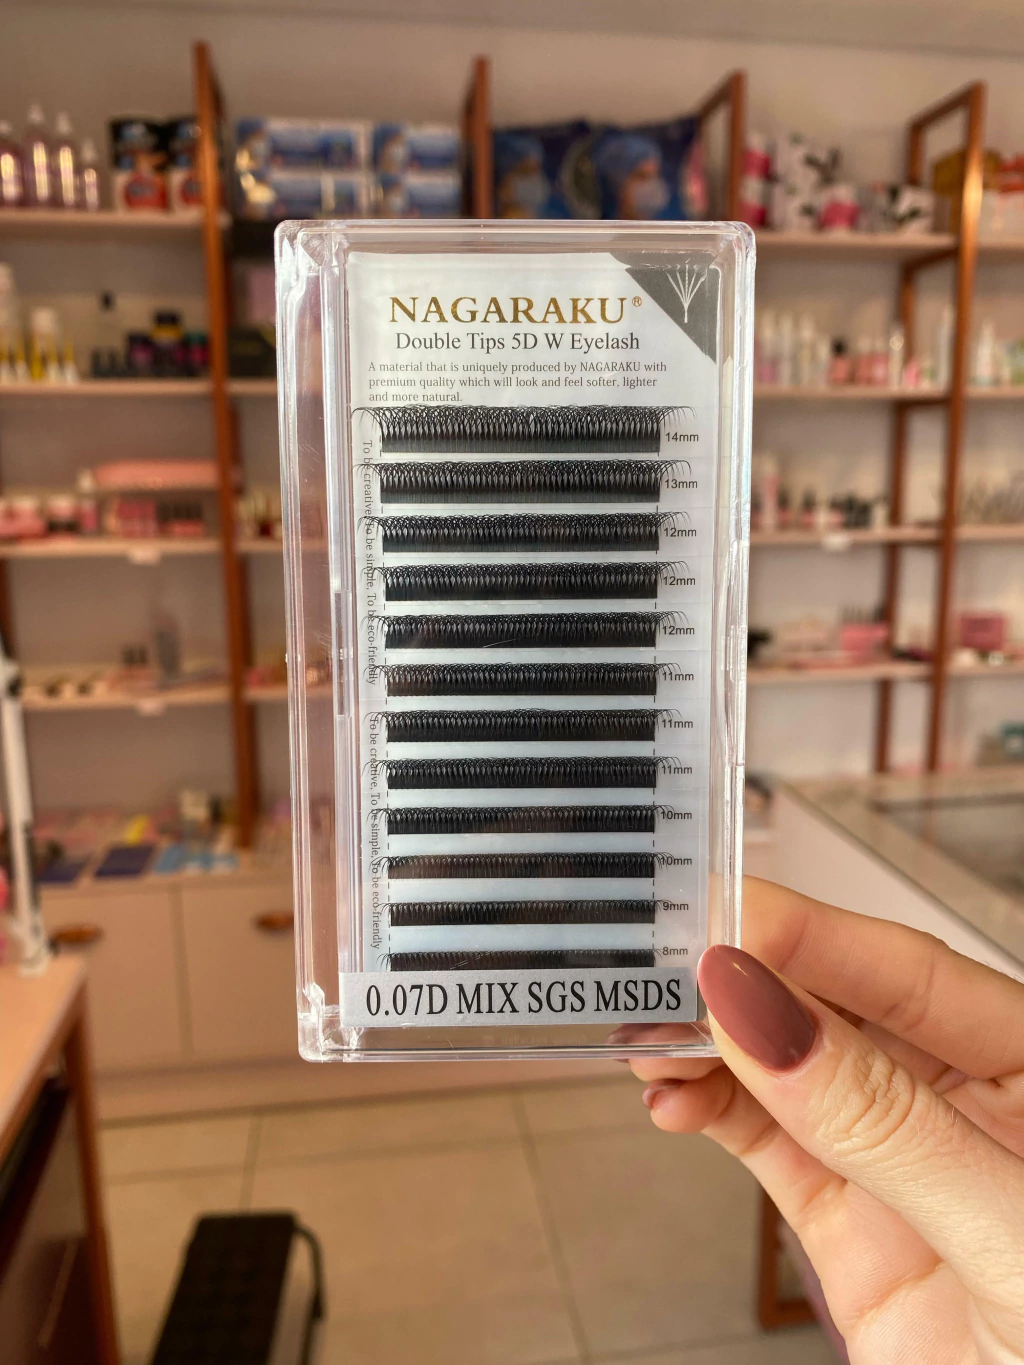 NAGARAKU®
Double Tips 5D W Eyelash
A material that is uniquely produced by NAGARAKU with
premium quality which will look and feel softer, lighter
and more natural.
14mm
13mm
12mm
12mm
12mm
11mm
11mm
11mm
10mm
10mm
9mm
8mm
To be creative, To be simple, To be eco-friendly
To be creative, To be simple, To be eco-friendly
0.07D MIX SGS MSDS